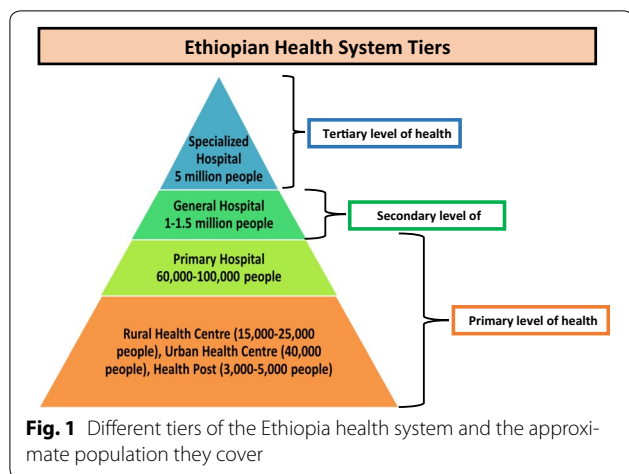 Ethiopian Health System Tiers
Specialized
Hospital
5 million people
Tertiary level of health
General Hospital
1-1.5 million people
Secondary level of
Primary Hospital
60,000-100,000 people
Rural Health Centre (15,000-25,000
people), Urban Health Centre (40,000
people), Health Post (3,000-5,000 people)
Primary level of health
Fig. 1 Different tiers of the Ethiopia health system and the approxi-
mate population they cover